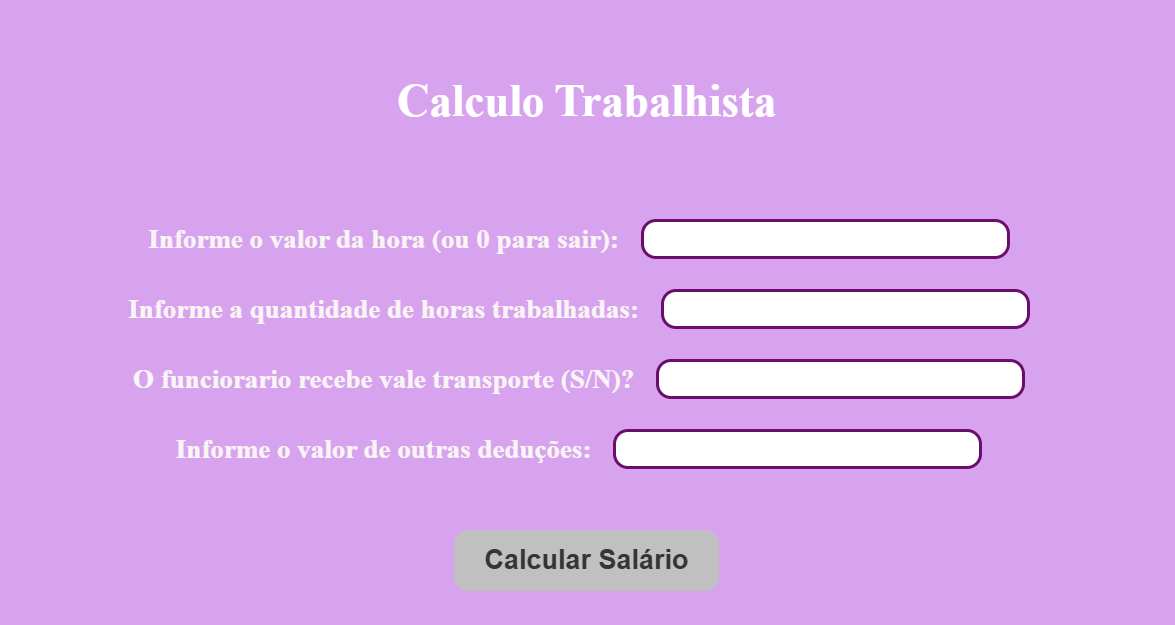 Calculo Trabalhista
Informe o valor da hora (ou 0 para sair):
Informe a quantidade de horas trabalhadas:
O funciorario recebe vale transporte (S/N)?
Informe o valor de outras deduções:
Calcular Salário